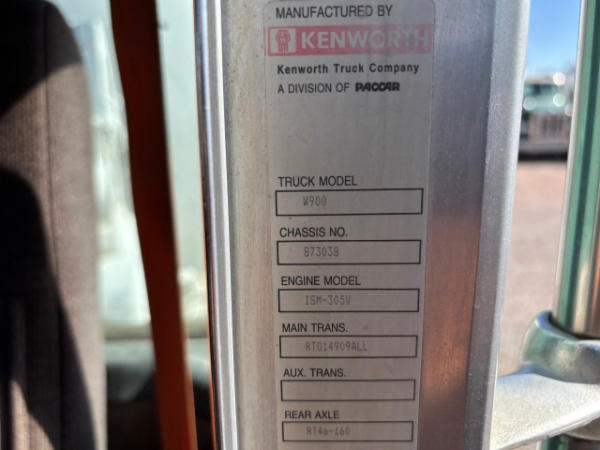 MANUFACTURED BY
KENWORTH
Kenworth Truck Company
A DIVISION OF PACCAR
TRUCK MODEL
W900
CHASSIS NO.
873038
ENGINE MODEL
ISM-305V
MAIN TRANS.
RTO14909ALL
AUX. TRANS.
REAR AXLE
RT46-160